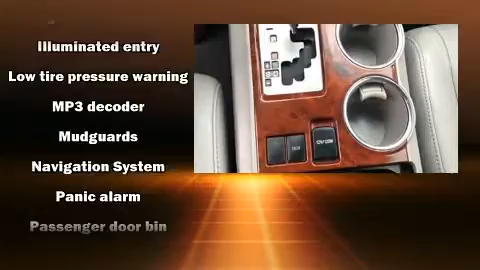 Illuminated entry
Low tire pressure warning
MP3 decoder
Mudguards
Navigation System
Panic alarm
Passenger door bin